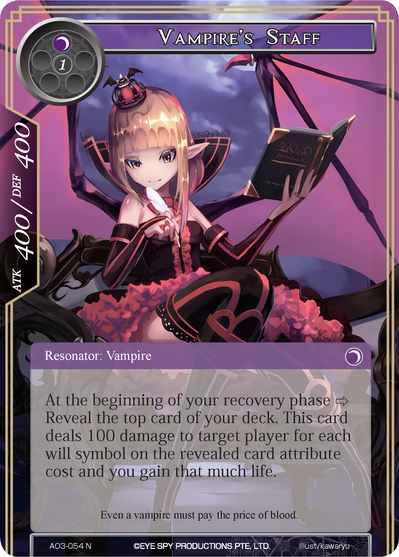 Vampire's Staff
1
ATK 400/DEF 400
Resonator: Vampire
At the beginning of your recovery phase ⇨
Reveal the top card of your deck. This card
deals 100 damage to target player for each
will symbol on the revealed card attribute
cost and you gain that much life.
Even a vampire must pay the price of blood.
A03-054 N
©EYE SPY PRODUCTIONS PTE. LTD.
Illust/kawaryu